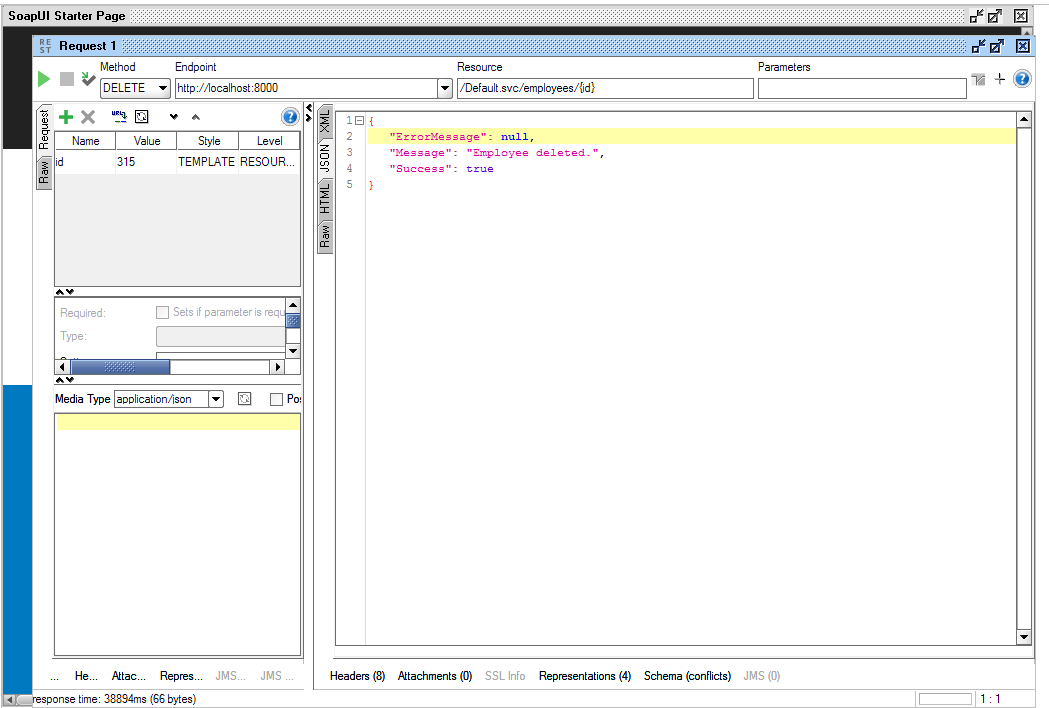 SoapUI Starter Page
RE
ST
Request 1
Method
Endpoint
Resource
Parameters
DELETE
http://localhost:8000
/Default.svc/employees/{id}
Request
Raw
Name
Value
Style
Level
id
315
TEMPLATE
RESOUR...
Required:
Sets if parameter is requ
Type:
Media Type
application/json
Pos
... He... Attac... Repres... JMS... JMS ...
XML
JSON
HTML
Raw
1 {
2 "ErrorMessage": null,
3 "Message": "Employee deleted.",
4 "Success": true
5 }
Headers (8) Attachments (0) SSL Info Representations (4) Schema (conflicts) JMS (0)
response time: 38894ms (66 bytes)
1 : 1